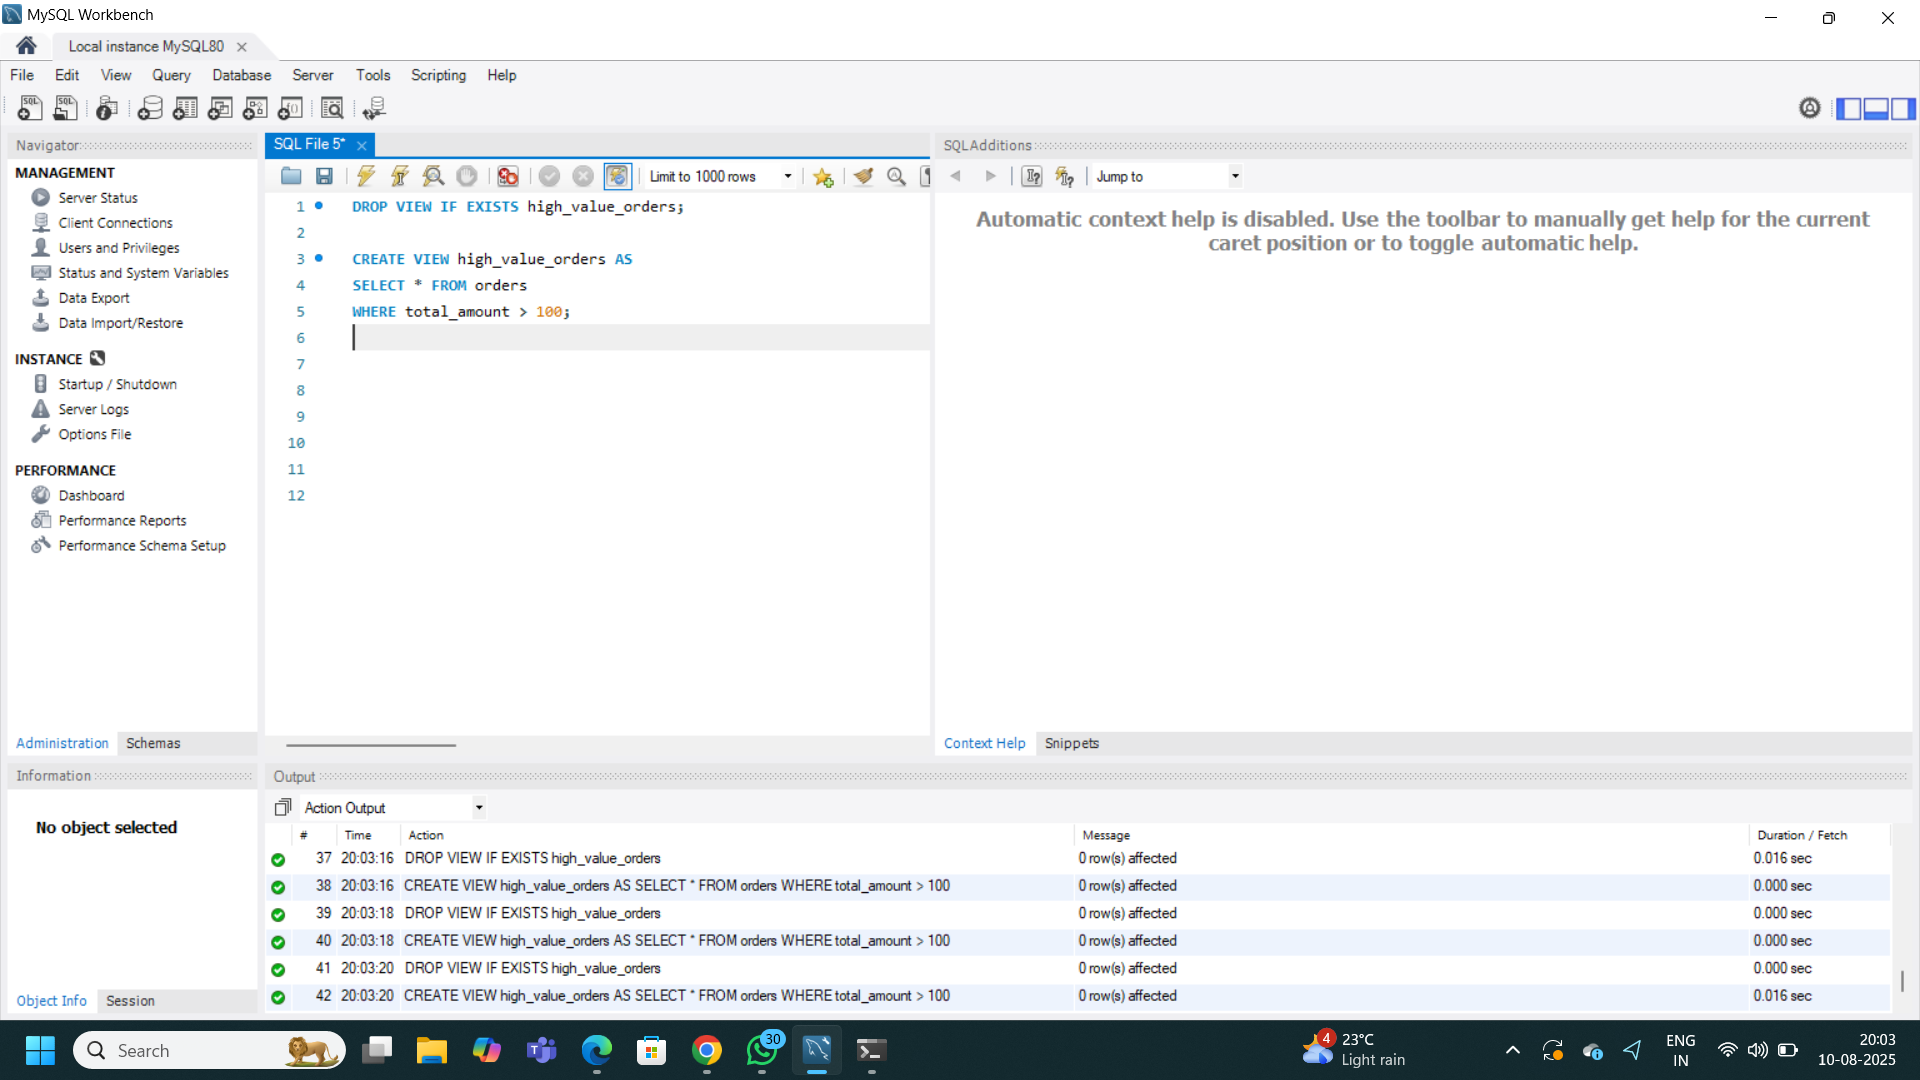 MySQL Workbench
Local instance MySQL80
File Edit View Query Database Server Tools Scripting Help
Navigator
MANAGEMENT
Server Status
Client Connections
Users and Privileges
Status and System Variables
Data Export
Data Import/Restore
INSTANCE
Startup / Shutdown
Server Logs
Options File
PERFORMANCE
Dashboard
Performance Reports
Performance Schema Setup
Administration Schemas
SQL File 5*
Limit to 1000 rows
1 DROP VIEW IF EXISTS high_value_orders;
2
3 CREATE VIEW high_value_orders AS
4 SELECT * FROM orders
5 WHERE total_amount > 100;
6
7
8
9
10
11
12
SQLAdditions
Jump to
Automatic context help is disabled. Use the toolbar to manually get help for the current
caret position or to toggle automatic help.
Context Help Snippets
Information
No object selected
Object Info Session
Output
Action Output
# Time Action Message Duration / Fetch
37 20:03:16 DROP VIEW IF EXISTS high_value_orders 0 row(s) affected 0.016 sec
38 20:03:16 CREATE VIEW high_value_orders AS SELECT * FROM orders WHERE total_amount > 100 0 row(s) affected 0.000 sec
39 20:03:18 DROP VIEW IF EXISTS high_value_orders 0 row(s) affected 0.000 sec
40 20:03:18 CREATE VIEW high_value_orders AS SELECT * FROM orders WHERE total_amount > 100 0 row(s) affected 0.000 sec
41 20:03:20 DROP VIEW IF EXISTS high_value_orders 0 row(s) affected 0.000 sec
42 20:03:20 CREATE VIEW high_value_orders AS SELECT * FROM orders WHERE total_amount > 100 0 row(s) affected 0.016 sec
Search
30
4
23°C
Light rain
ENG
IN
20:03
10-08-2025